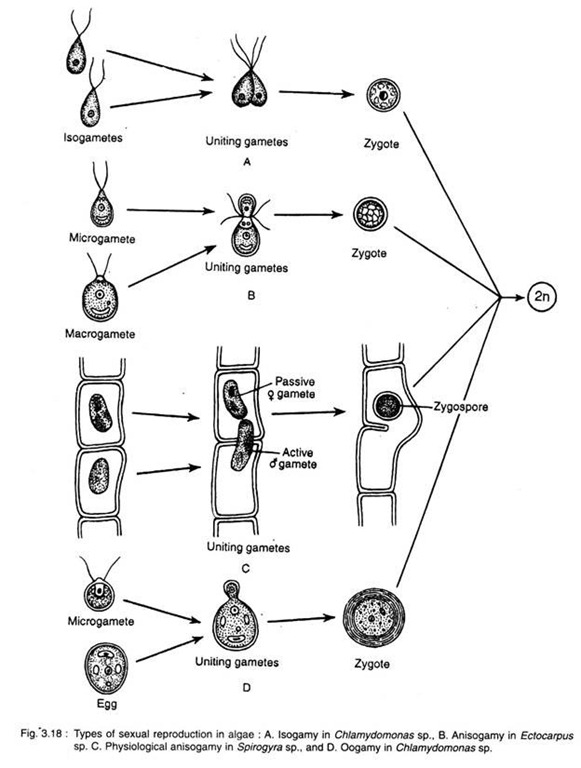 Isogametes
Uniting gametes
A
Zygote
Microgamete
Macrogamete
Uniting gametes
B
Zygote
2n
Passive
♀ gamete
Active
♂ gamete
Uniting gametes
C
Zygospore
Microgamete
Egg
Uniting gametes
D
Zygote
Fig. 3.18 : Types of sexual reproduction in algae : A. Isogamy in Chlamydomonas sp., B. Anisogamy in Ectocarpus
sp. C. Physiological anisogamy in Spirogyra sp., and D. Oogamy in Chlamydomonas sp.